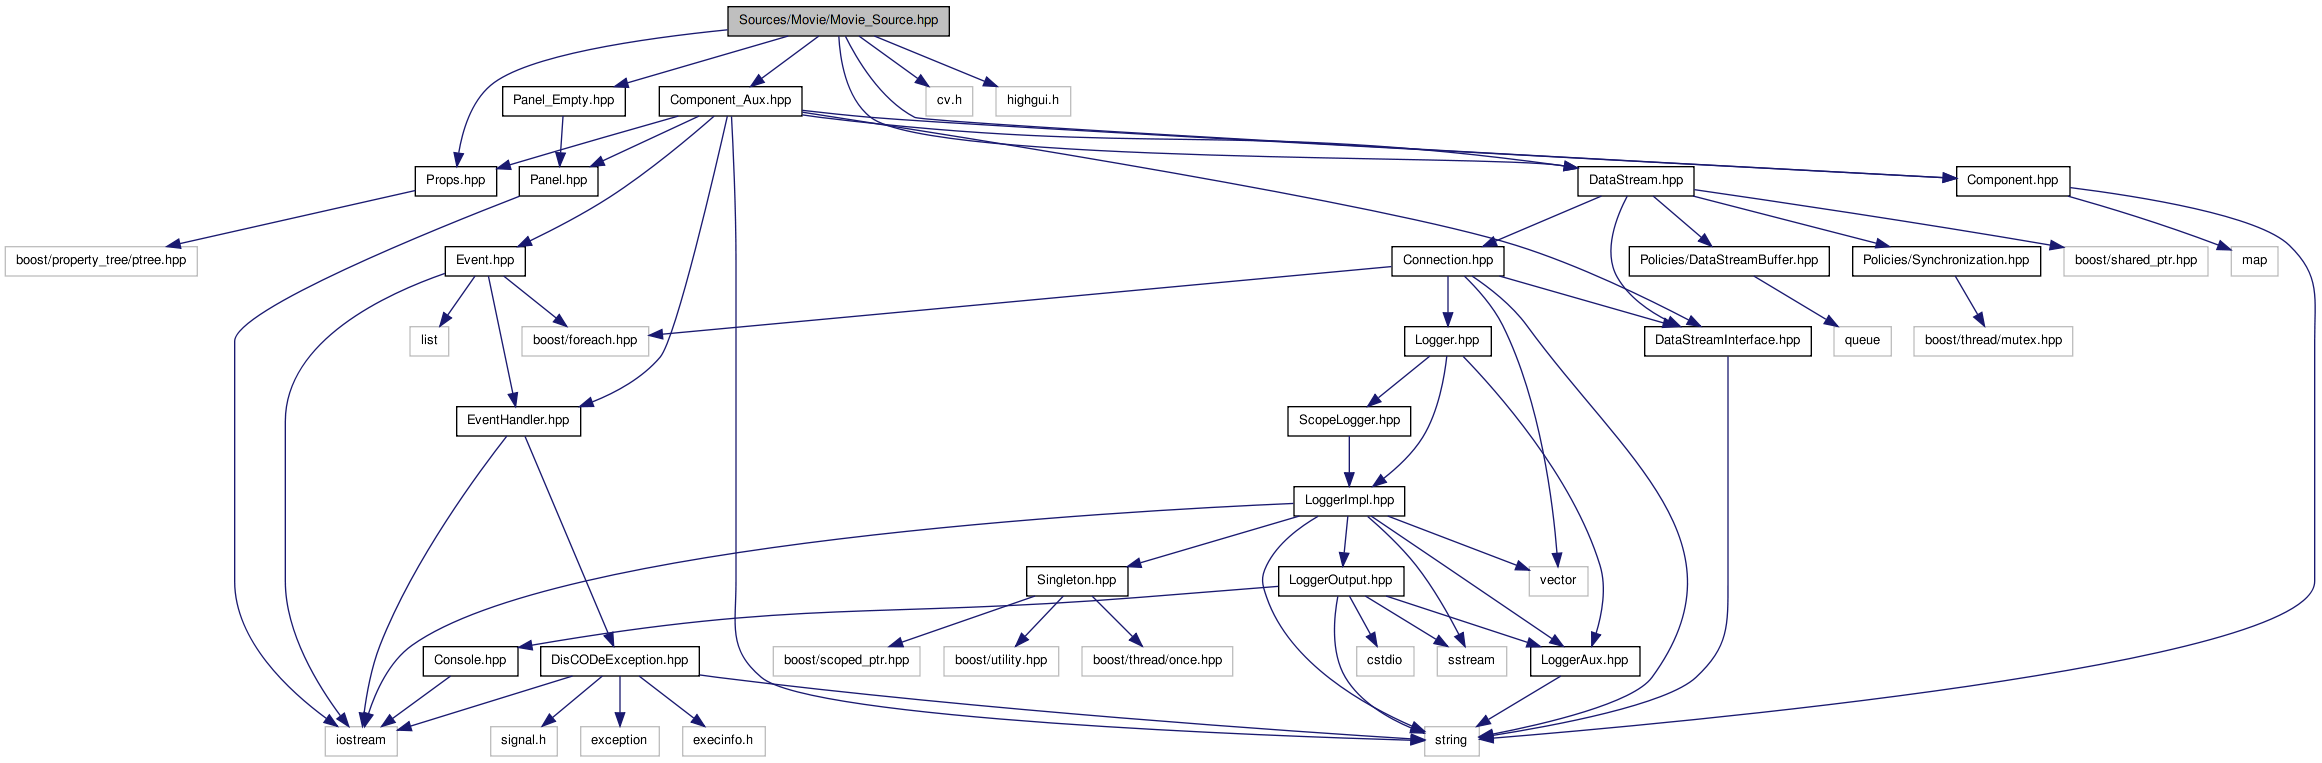 Sources/Movie/Movie_Source.hpp
Panel_Empty.hpp
Component_Aux.hpp
cv.h
highgui.h
Props.hpp
Panel.hpp
DataStream.hpp
Component.hpp
boost/property_tree/ptree.hpp
Event.hpp
Connection.hpp
Policies/DataStreamBuffer.hpp
Policies/Synchronization.hpp
boost/shared_ptr.hpp
map
list
boost/foreach.hpp
Logger.hpp
DataStreamInterface.hpp
queue
boost/thread/mutex.hpp
EventHandler.hpp
ScopeLogger.hpp
LoggerImpl.hpp
Singleton.hpp
LoggerOutput.hpp
vector
Console.hpp
DisCODeException.hpp
boost/scoped_ptr.hpp
boost/utility.hpp
boost/thread/once.hpp
cstdio
sstream
LoggerAux.hpp
iostream
signal.h
exception
execinfo.h
string